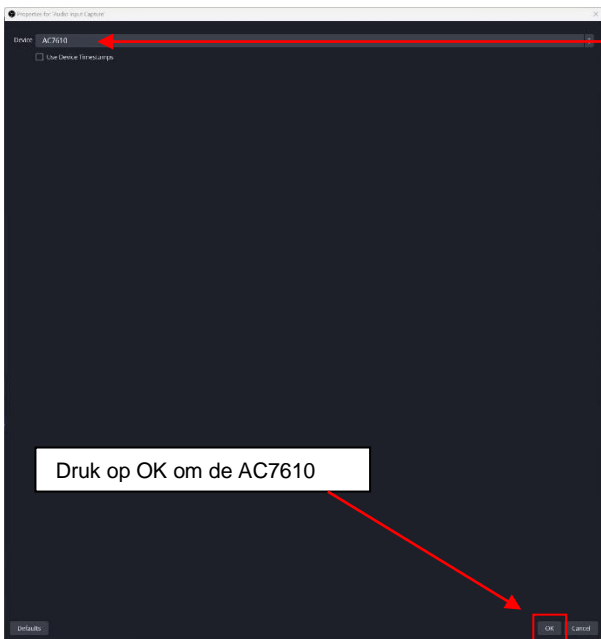 Properties for 'Audio Input Capture'
Device AC7610
Use Device Timestamps
Druk op OK om de AC7610
Defaults OK Cancel